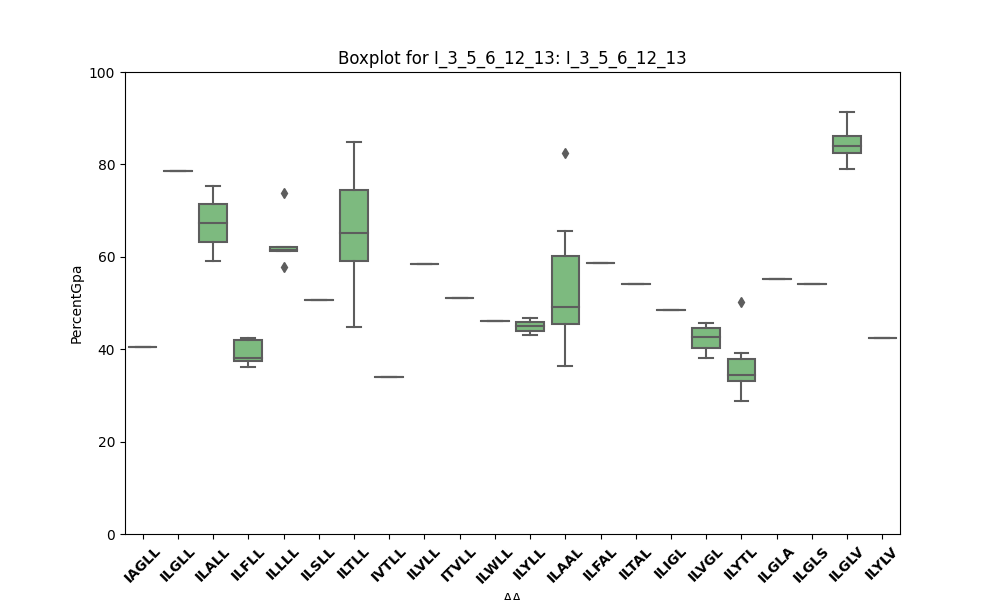 Boxplot for I_3_5_6_12_13: I_3_5_6_12_13
100
80
60
40
20
0
PercentGpa
IAGLL ILGLL ILALL ILFLL ILLLL ILSLL ILTLL IVTLL ILVLL ITVLL ILWLL ILYLL ILAAL ILFAL ILTAL ILIGL ILVGL ILYTL ILGLA ILGLS ILGLV ILYLV
AA